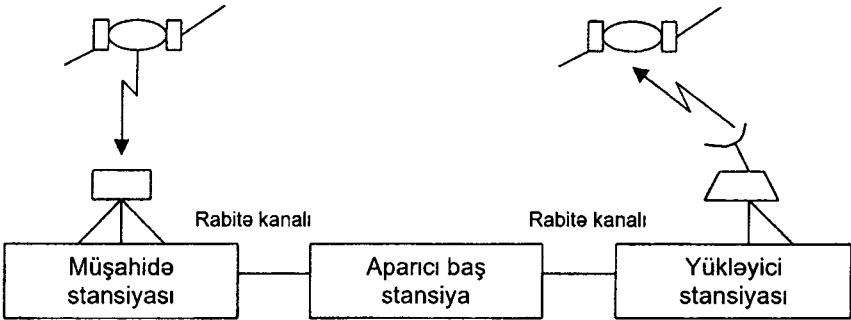 Rabitə kanalı
Rabitə kanalı
Müşahidə
stansiyası
Aparıcı baş
stansiya
Yükləyici
stansiyası